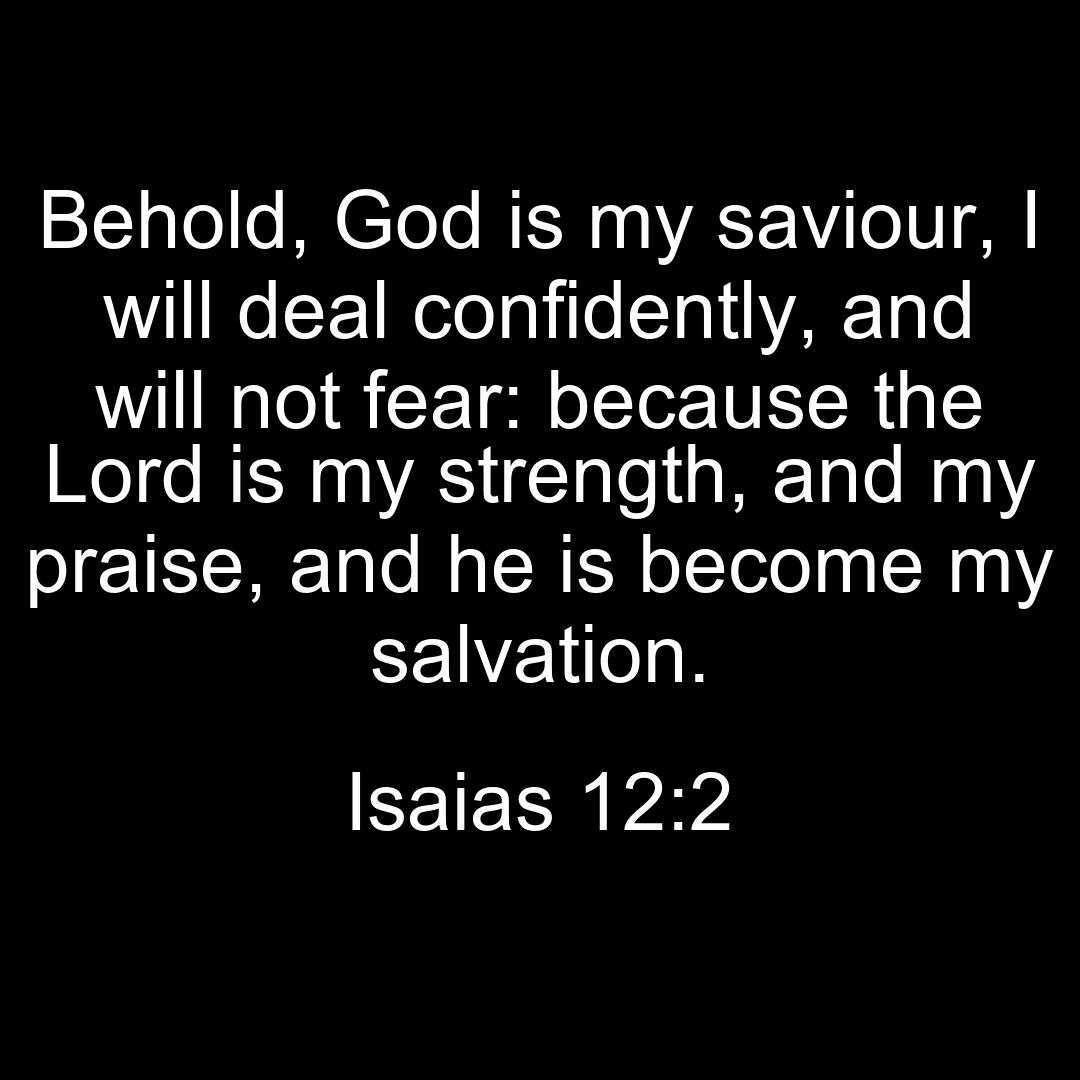 Behold, God is my saviour, I
will deal confidently, and
will not fear: because the
Lord is my strength, and my
praise, and he is become my
salvation.
Isaias 12:2